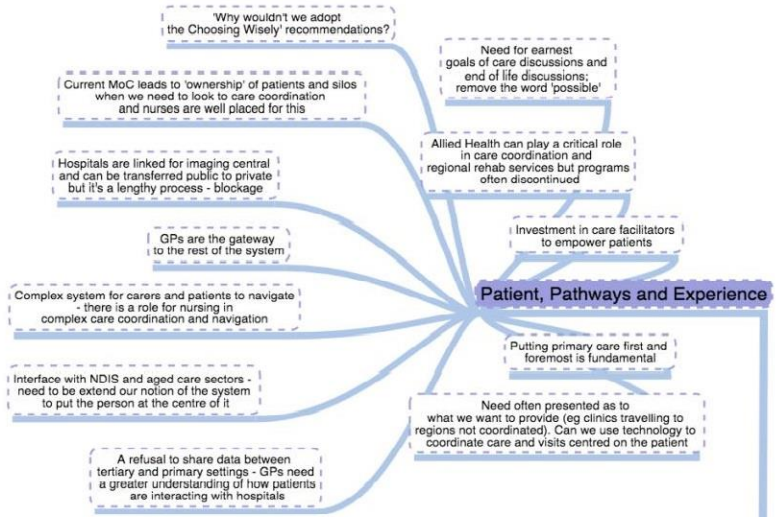 'Why wouldn't we adopt
the Choosing Wisely' recommendations?
Need for earnest
goals of care discussions and
end of life discussions;
remove the word 'possible'
Current MoC leads to 'ownership' of patients and silos
when we need to look to care coordination
and nurses are well placed for this
Allied Health can play a critical role
in care coordination and
regional rehab services but programs
often discontinued
Hospitals are linked for imaging central
and can be transferred public to private
but it's a lengthy process - blockage
Investment in care facilitators
to empower patients
GPs are the gateway
to the rest of the system
Patient, Pathways and Experience
Complex system for carers and patients to navigate
- there is a role for nursing in
complex care coordination and navigation
Putting primary care first and
foremost is fundamental
Interface with NDIS and aged care sectors -
need to be extend our notion of the system
to put the person at the centre of it
Need often presented as to
what we want to provide (eg clinics travelling to
regions not coordinated). Can we use technology to
coordinate care and visits centred on the patient
A refusal to share data between
tertiary and primary settings - GPs need
a greater understanding of how patients
are interacting with hospitals